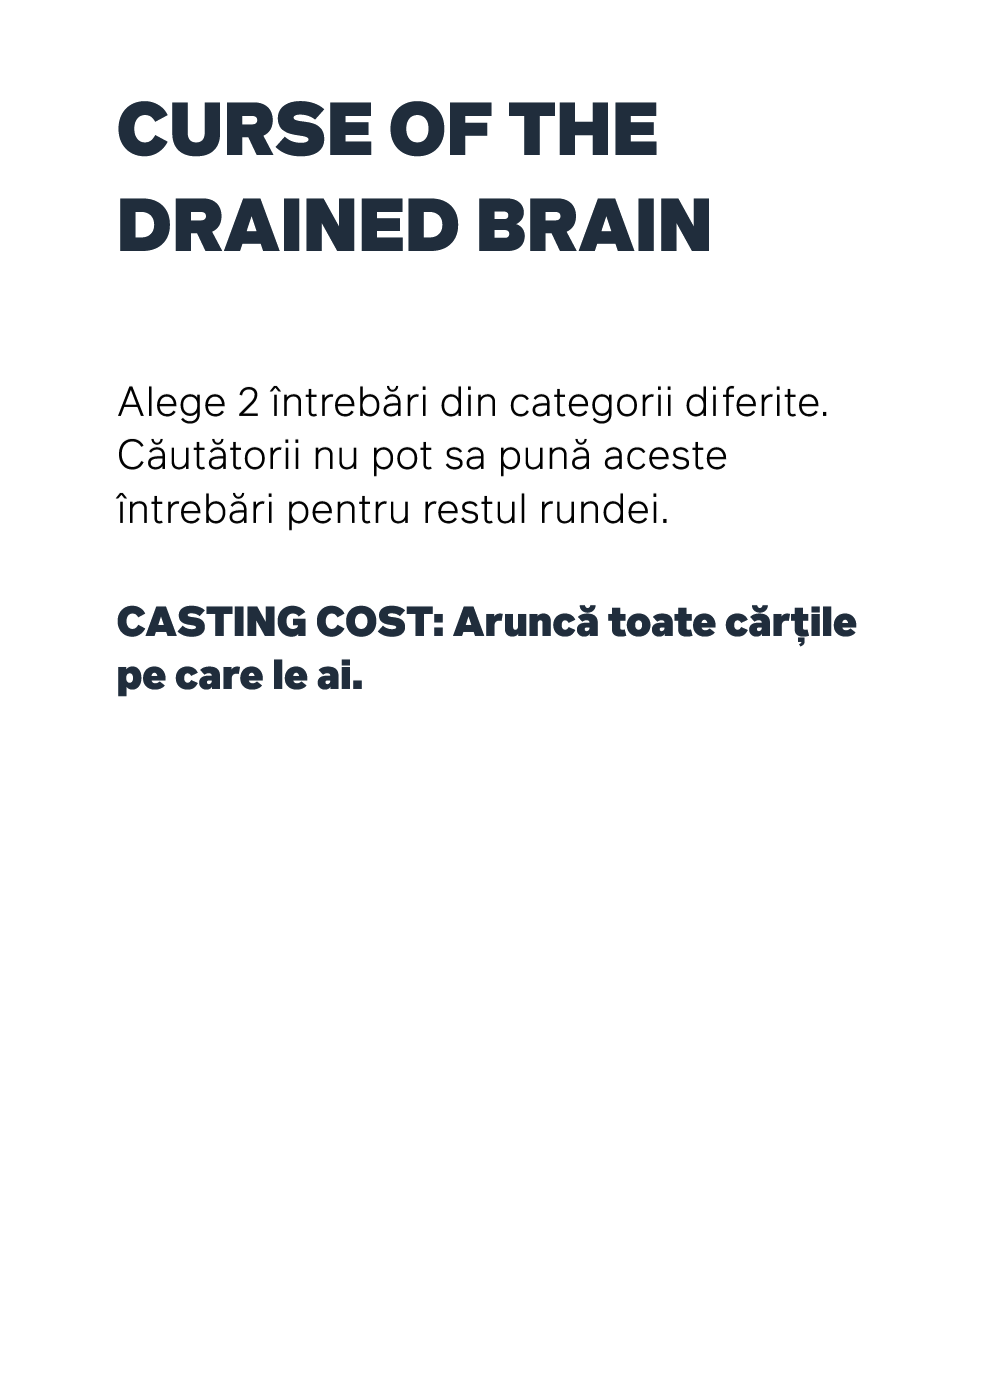 CURSE OF THE
DRAINED BRAIN
Alege 2 întrebări din categorii diferite.
Căutătorii nu pot sa pună aceste
întrebări pentru restul rundei.
CASTING COST: Aruncă toate cărțile
pe care le ai.